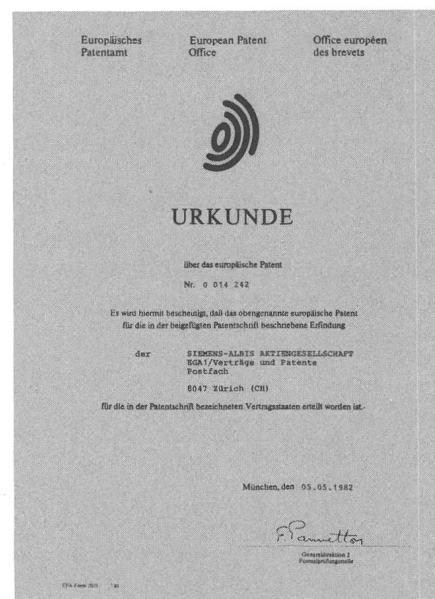 Europäisches
Patentamt
European Patent
Office
Office européen
des brevets
URKUNDE
über das europäische Patent
Nr. 0 014 242
Es wird hiermit bescheinigt, daß das obengenannte europäische Patent
für die in der beigefügten Patentschrift beschriebene Erfindung
der SIEMENS-ALBIS AKTIENGESELLSCHAFT
EGA1/Verträge und Patente
Postfach
8047 Zürich (CH)
für die in der Patentschrift bezeichneten Vertragsstaaten erteilt worden ist.
München, den 05.05.1982
Generaldirektion 2
Formalprüfungsstelle
EPA Form